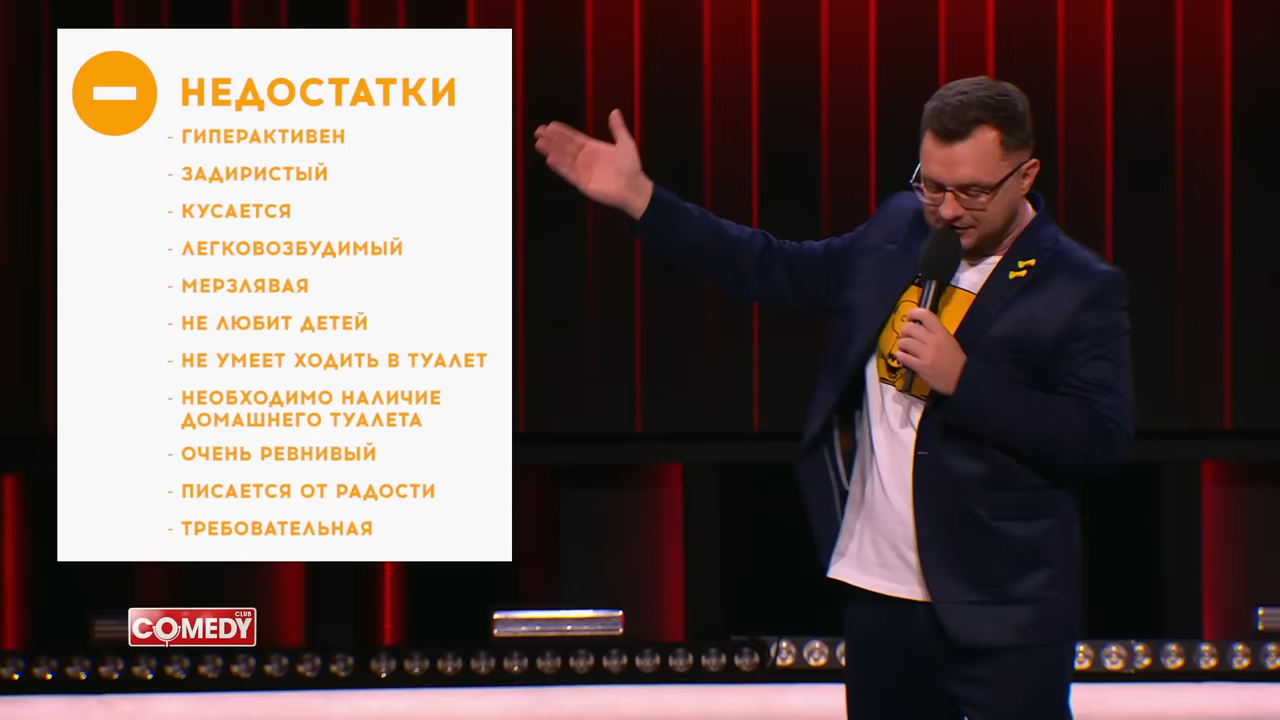 НЕДОСТАТКИ
- ГИПЕРАКТИВЕН
- ЗАДИРИСТЫЙ
- КУСАЕТСЯ
- ЛЕГКОВОЗБУДИМЫЙ
- МЕРЗЛЯВАЯ
- НЕ ЛЮБИТ ДЕТЕЙ
- НЕ УМЕЕТ ХОДИТЬ В ТУАЛЕТ
- НЕОБХОДИМО НАЛИЧИЕ
ДОМАШНЕГО ТУАЛЕТА
- ОЧЕНЬ РЕВНИВЫЙ
- ПИСАЕТСЯ ОТ РАДОСТИ
- ТРЕБОВАТЕЛЬНАЯ
COMEDY CLUB